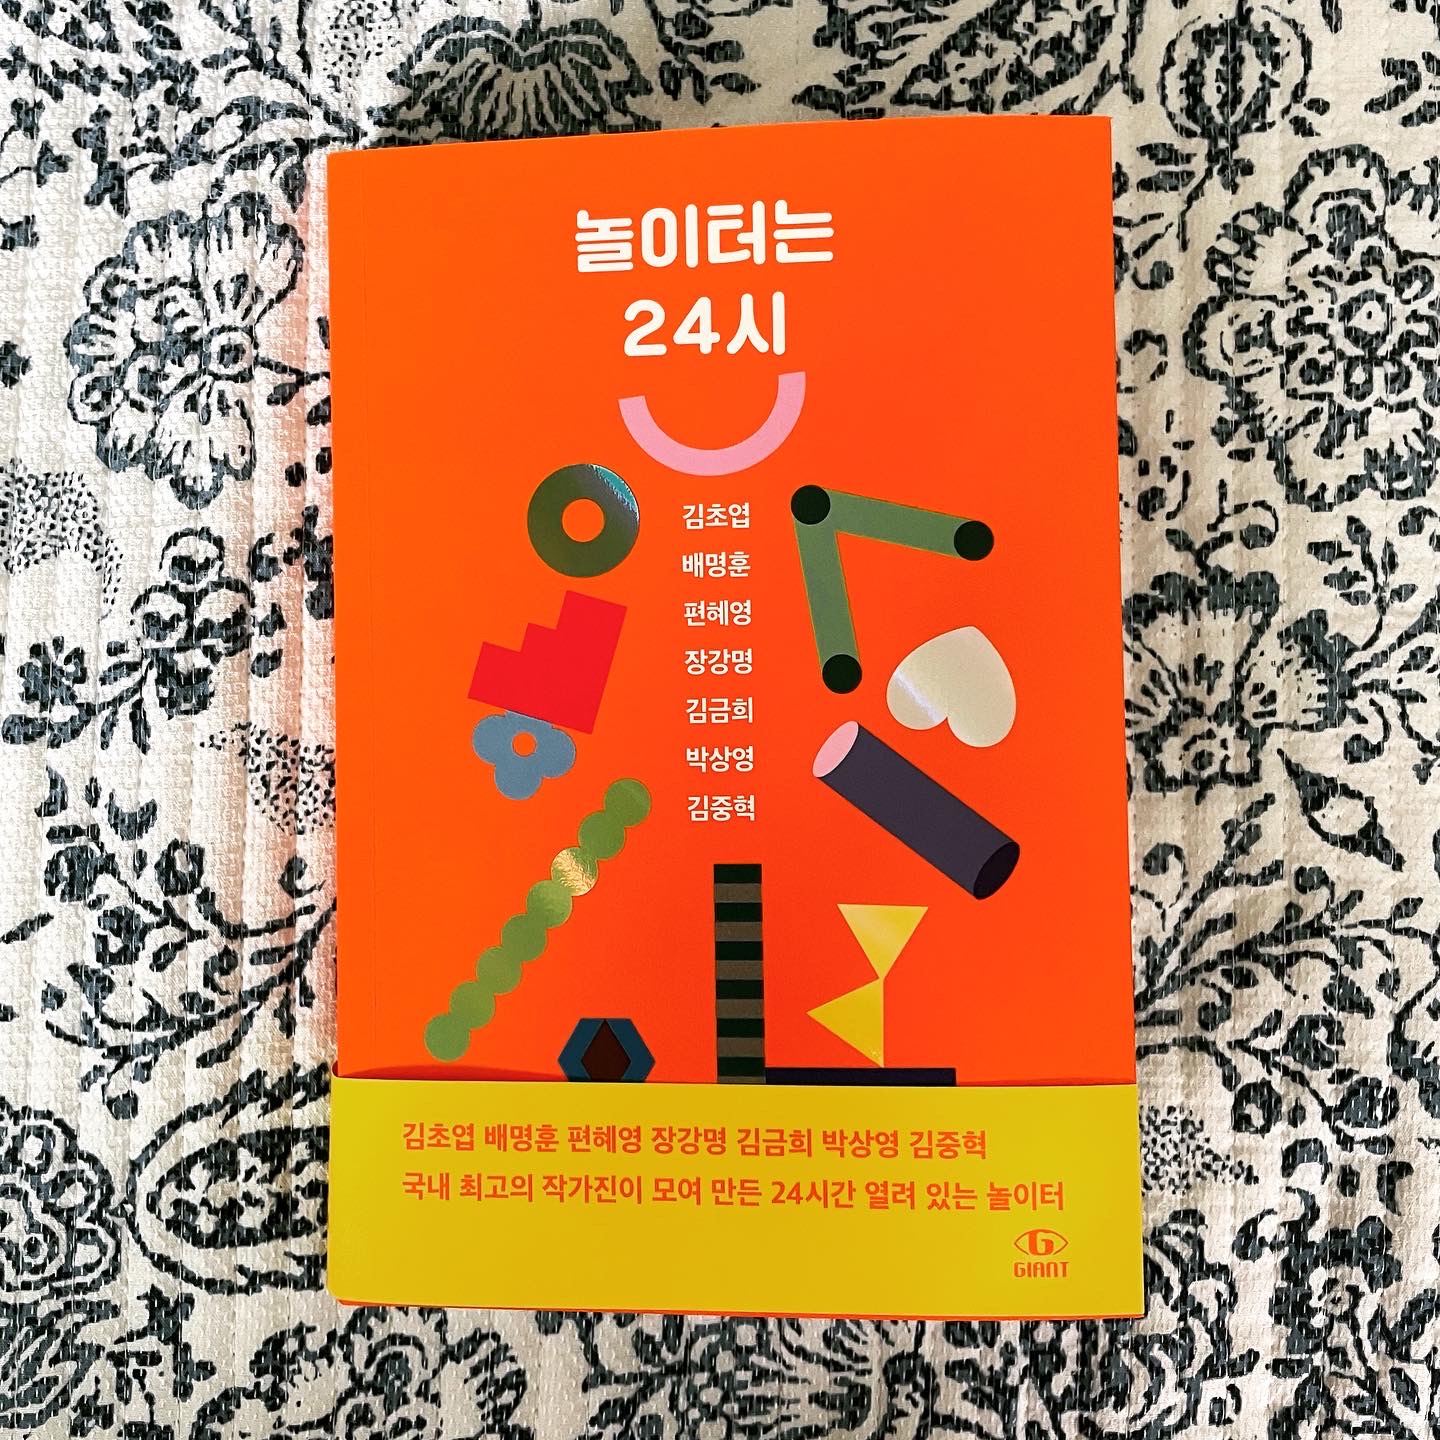 놀이터는
24시
김초엽
배명훈
편혜영
장강명
김금희
박상영
김중혁
김초엽 배명훈 편혜영 장강명 김금희 박상영 김중혁
국내 최고의 작가진이 모여 만든 24시간 열려 있는 놀이터
G
GIANT